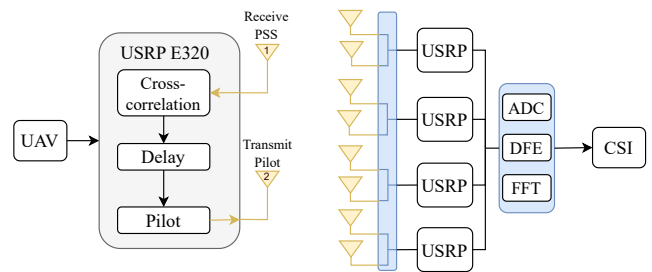 Receive
PSS
1
USRP E320
Cross-
correlation
UAV
Delay
Transmit
Pilot
2
Pilot
USRP
USRP
USRP
USRP
ADC
DFE
FFT
CSI